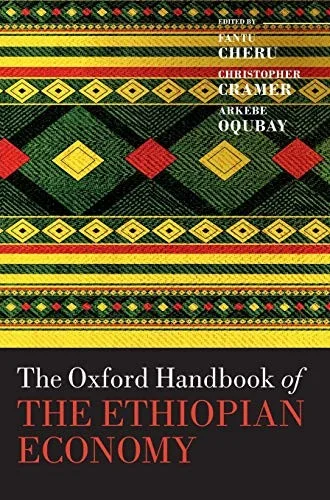 EDITED BY
FANTU
CHERU
CHRISTOPHER
CRAMER
ARKEBE
OQUBAY
The Oxford Handbook of
THE ETHIOPIAN
ECONOMY